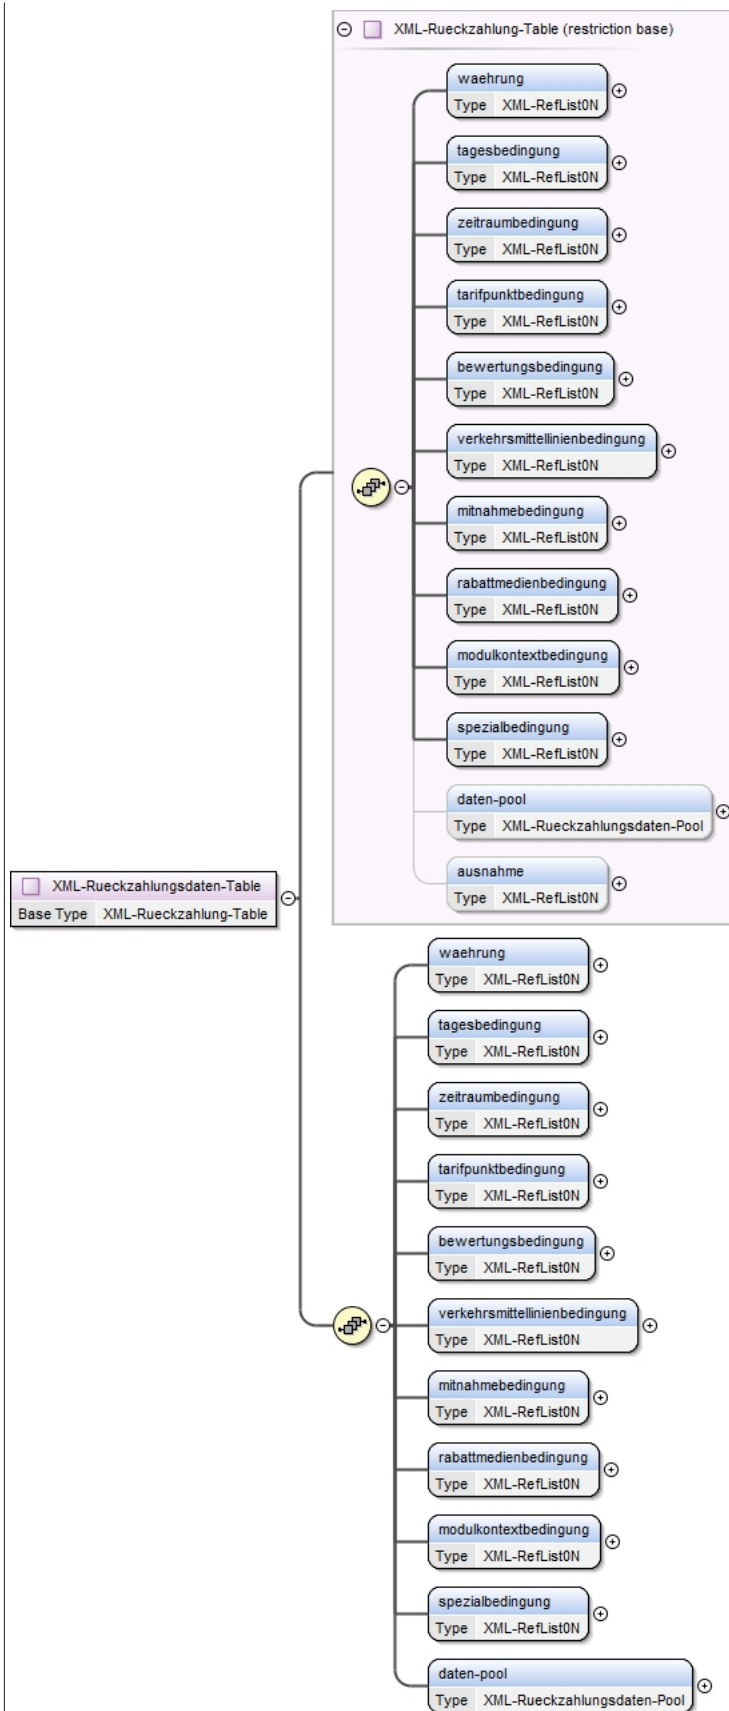 XML-Rueckzahlung-Table (restriction base)
waehrung
Type XML-RefList0N
tagesbedingung
Type XML-RefList0N
zeitraumbedingung
Type XML-RefList0N
tarifpunktbedingung
Type XML-RefList0N
bewertungsbedingung
Type XML-RefList0N
verkehrsmittellinienbedingung
Type XML-RefList0N
mitnahmebedingung
Type XML-RefList0N
rabattmedienbedingung
Type XML-RefList0N
modulkontextbedingung
Type XML-RefList0N
spezialbedingung
Type XML-RefList0N
daten-pool
Type XML-Rueckzahlungsdaten-Pool
ausnahme
Type XML-RefList0N
XML-Rueckzahlungsdaten-Table
Base Type XML-Rueckzahlung-Table
waehrung
Type XML-RefList0N
tagesbedingung
Type XML-RefList0N
zeitraumbedingung
Type XML-RefList0N
tarifpunktbedingung
Type XML-RefList0N
bewertungsbedingung
Type XML-RefList0N
verkehrsmittellinienbedingung
Type XML-RefList0N
mitnahmebedingung
Type XML-RefList0N
rabattmedienbedingung
Type XML-RefList0N
modulkontextbedingung
Type XML-RefList0N
spezialbedingung
Type XML-RefList0N
daten-pool
Type XML-Rueckzahlungsdaten-Pool